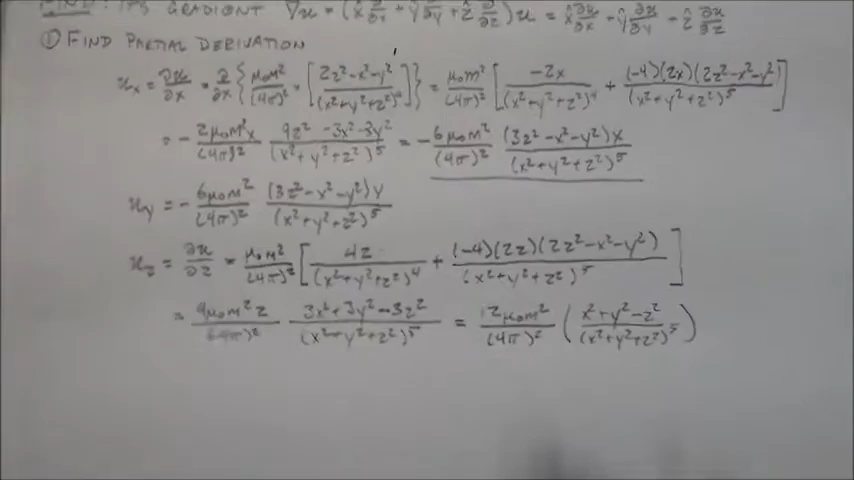 FIND: ITS GRADIENT ∇u = (x̂ ∂/∂x + ŷ ∂/∂y + ẑ ∂/∂z)u = x̂ ∂u/∂x - ŷ ∂u/∂y - ẑ ∂u/∂z
① FIND PARTIAL DERIVATION
u_x = ∂u/∂x = ∂/∂x { μ₀m²/(4π)² × [ (2z²-x²-y²)/(x²+y²+z²)⁴ ] } = μ₀m²/(4π)² [ -2x/(x²+y²+z²)⁴ + (-4)(2x)(2z²-x²-y²)/(x²+y²+z²)⁵ ]
= - 2μ₀m²x/(4π)² (9z²-3x²-3y²)/(x²+y²+z²)⁵ = - 6μ₀m²/(4π)² (3z²-x²-y²)x/(x²+y²+z²)⁵
u_y = - 6μ₀m²/(4π)² (3z²-x²-y²)y/(x²+y²+z²)⁵
u_z = ∂u/∂z = μ₀m²/(4π)² [ 4z/(x²+y²+z²)⁴ + (-4)(2z)(2z²-x²-y²)/(x²+y²+z²)⁵ ]
= 4μ₀m²z/(4π)² (3x²+3y²-3z²)/(x²+y²+z²)⁵ = 12μ₀m²/(4π)² ( (x²+y²-z²)/(x²+y²+z²)⁵ )